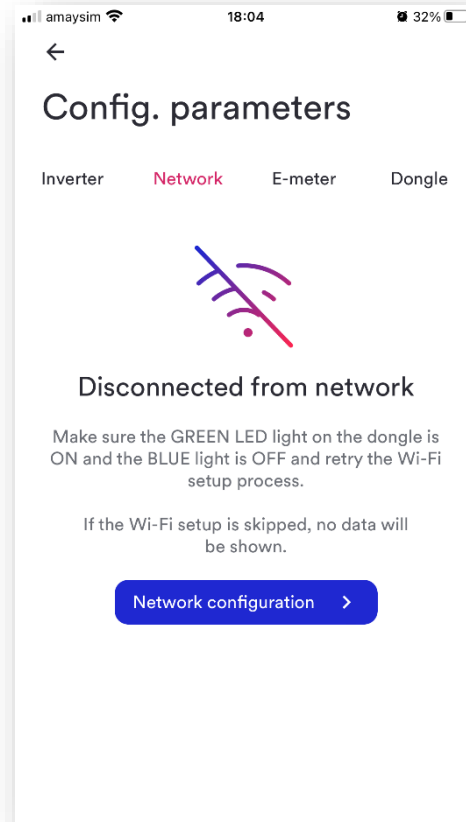 amaysim 18:04 32%
Config. parameters
Inverter Network E-meter Dongle
Disconnected from network
Make sure the GREEN LED light on the dongle is
ON and the BLUE light is OFF and retry the Wi-Fi
setup process.
If the Wi-Fi setup is skipped, no data will
be shown.
Network configuration